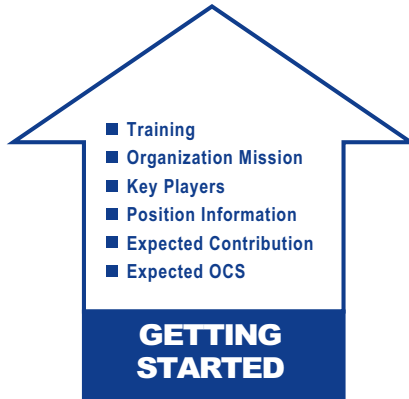 Training
Organization Mission
Key Players
Position Information
Expected Contribution
Expected OCS
GETTING
STARTED